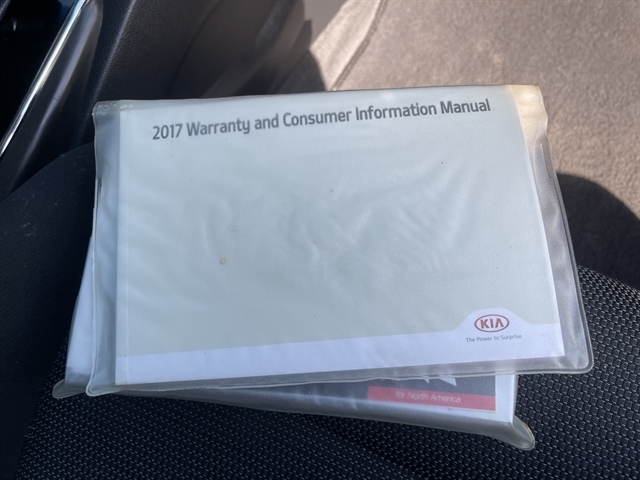 2017 Warranty and Consumer Information Manual
KIA
The Power to Surprise
for North America